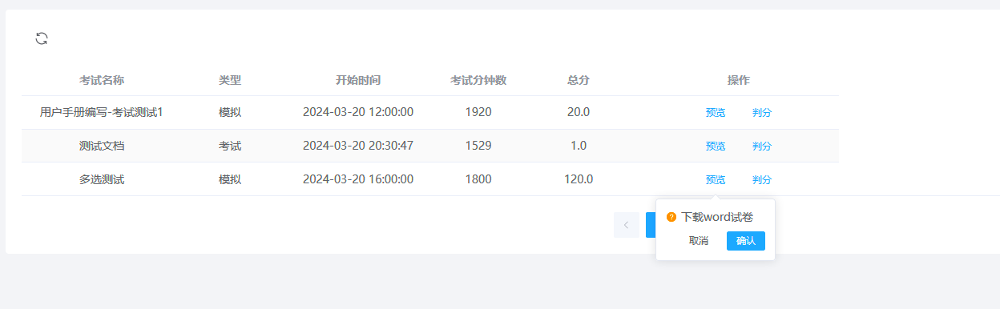 考试名称 类型 开始时间 考试分钟数 总分 操作
用户手册编写-考试测试1 模拟 2024-03-20 12:00:00 1920 20.0 预览 判分
测试文档 考试 2024-03-20 20:30:47 1529 1.0 预览 判分
多选测试 模拟 2024-03-20 16:00:00 1800 120.0 预览 判分
下载word试卷
取消 确认